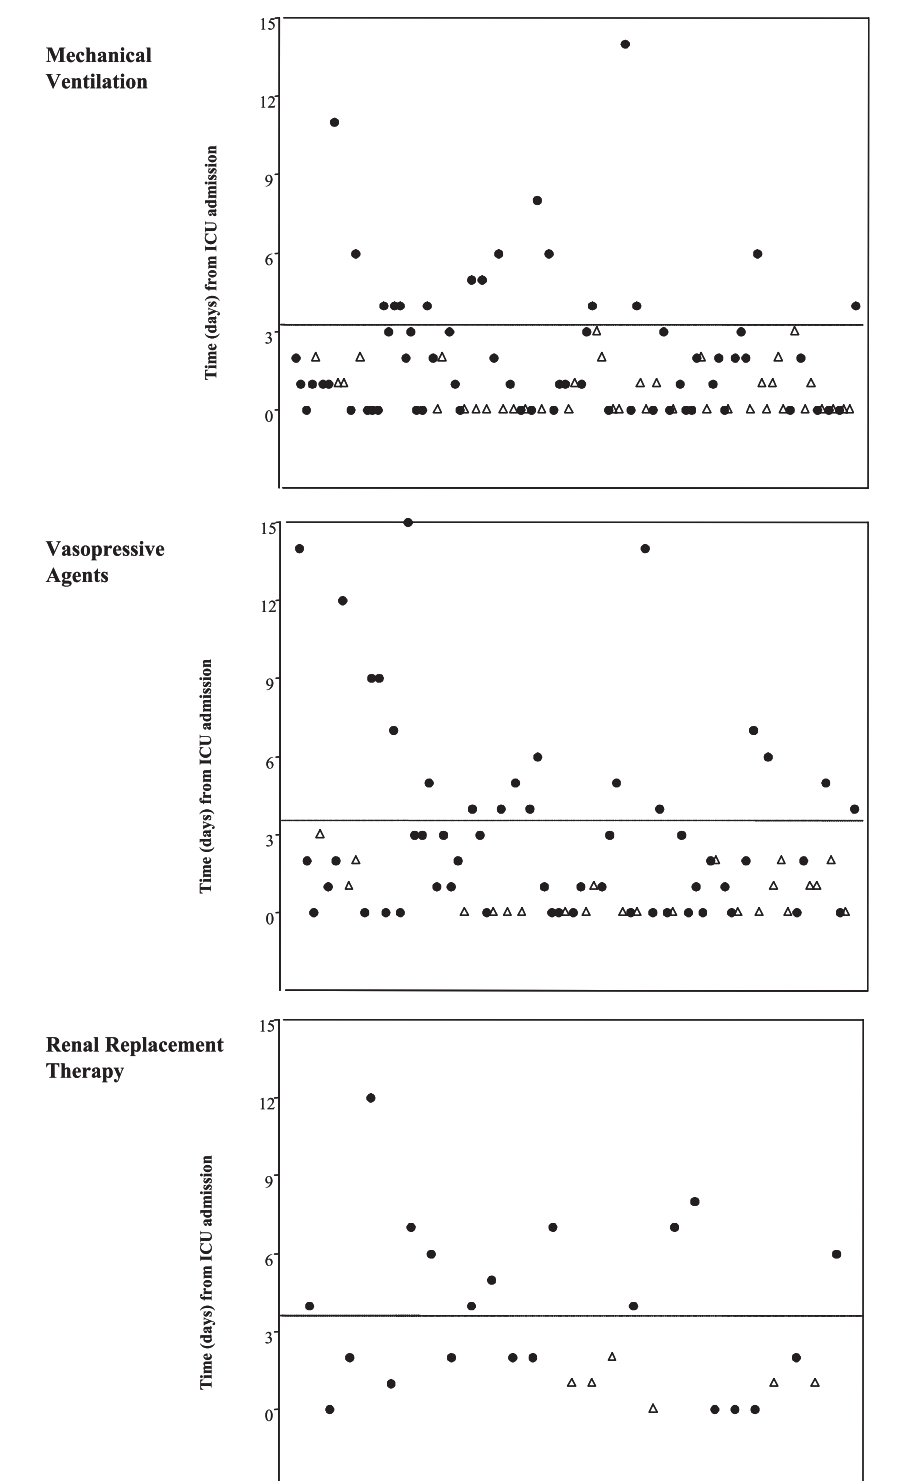 Mechanical
Ventilation
Time (days) from ICU admission
15
12
9
6
3
0
Vasopressive
Agents
Time (days) from ICU admission
15
12
9
6
3
0
Renal Replacement
Therapy
Time (days) from ICU admission
15
12
9
6
3
0